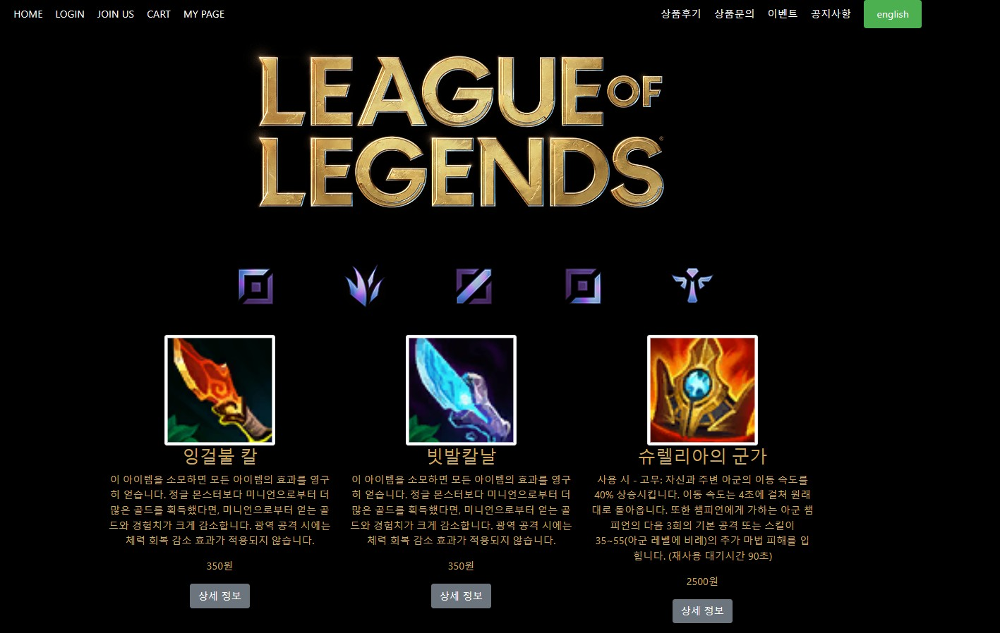 HOME LOGIN JOIN US CART MY PAGE 상품후기 상품문의 이벤트 공지사항 english
LEAGUE OF
LEGENDS
잉걸불 칼
이 아이템을 소모하면 모든 아이템의 효과를 영구
히 얻습니다. 정글 몬스터보다 미니언으로부터 더
많은 골드를 획득했다면, 미니언으로부터 얻는 골
드와 경험치가 크게 감소합니다. 광역 공격 시에는
체력 회복 감소 효과가 적용되지 않습니다.
350원
상세 정보
빗발칼날
이 아이템을 소모하면 모든 아이템의 효과를 영구
히 얻습니다. 정글 몬스터보다 미니언으로부터 더
많은 골드를 획득했다면, 미니언으로부터 얻는 골
드와 경험치가 크게 감소합니다. 광역 공격 시에는
체력 회복 감소 효과가 적용되지 않습니다.
350원
상세 정보
슈렐리아의 군가
사용 시 - 고무: 자신과 주변 아군의 이동 속도를
40% 상승시킵니다. 이동 속도는 4초에 걸쳐 원래
대로 돌아옵니다. 또한 챔피언에게 가하는 아군 챔
피언의 다음 3회의 기본 공격 또는 스킬이
35~55(아군 레벨에 비례)의 추가 마법 피해를 입
힙니다. (재사용 대기시간 90초)
2500원
상세 정보